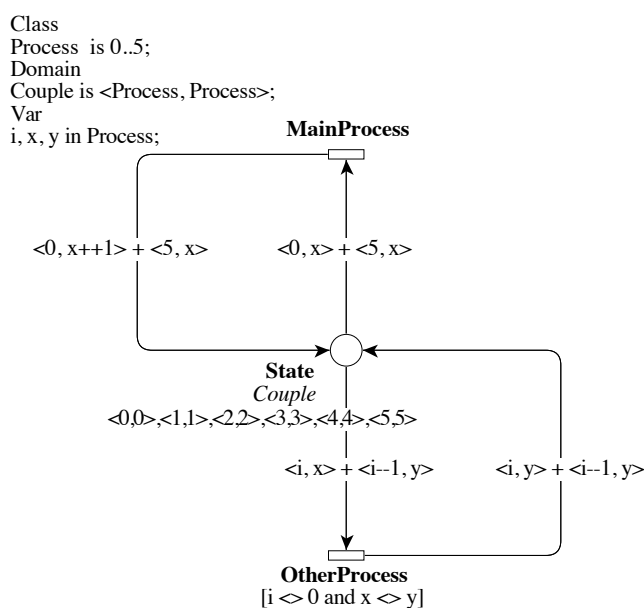 Class
Process is 0..5;
Domain
Couple is <Process, Process>;
Var
i, x, y in Process;
MainProcess
<0, x++1> + <5, x>
<0, x> + <5, x>
State
Couple
<0,0>,<1,1>,<2,2>,<3,3>,<4,4>,<5,5>
<i, x> + <i--1, y>
<i, y> + <i--1, y>
OtherProcess
[i <> 0 and x <> y]